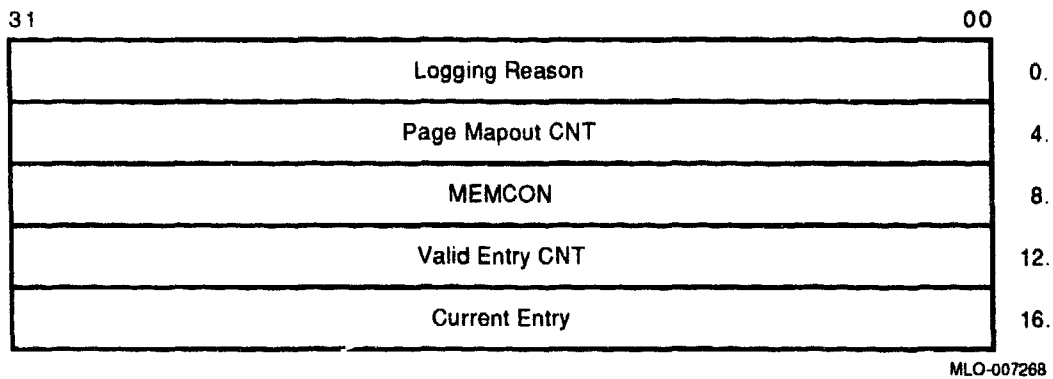 31 00
Logging Reason 0.
Page Mapout CNT 4.
MEMCON 8.
Valid Entry CNT 12.
Current Entry 16.
MLO-007268